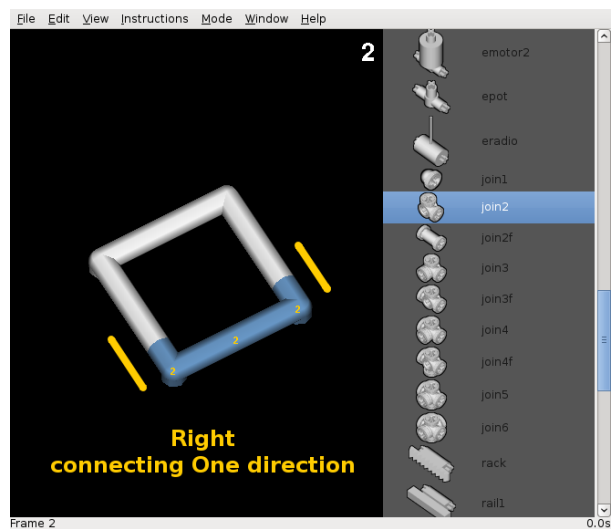 File Edit View Instructions Mode Window Help
2
emotor2
epot
eradio
join1
join2
join2f
join3
join3f
join4
join4f
join5
join6
rack
rail1
2
2
2
Right
connecting One direction
Frame 2
0.0s